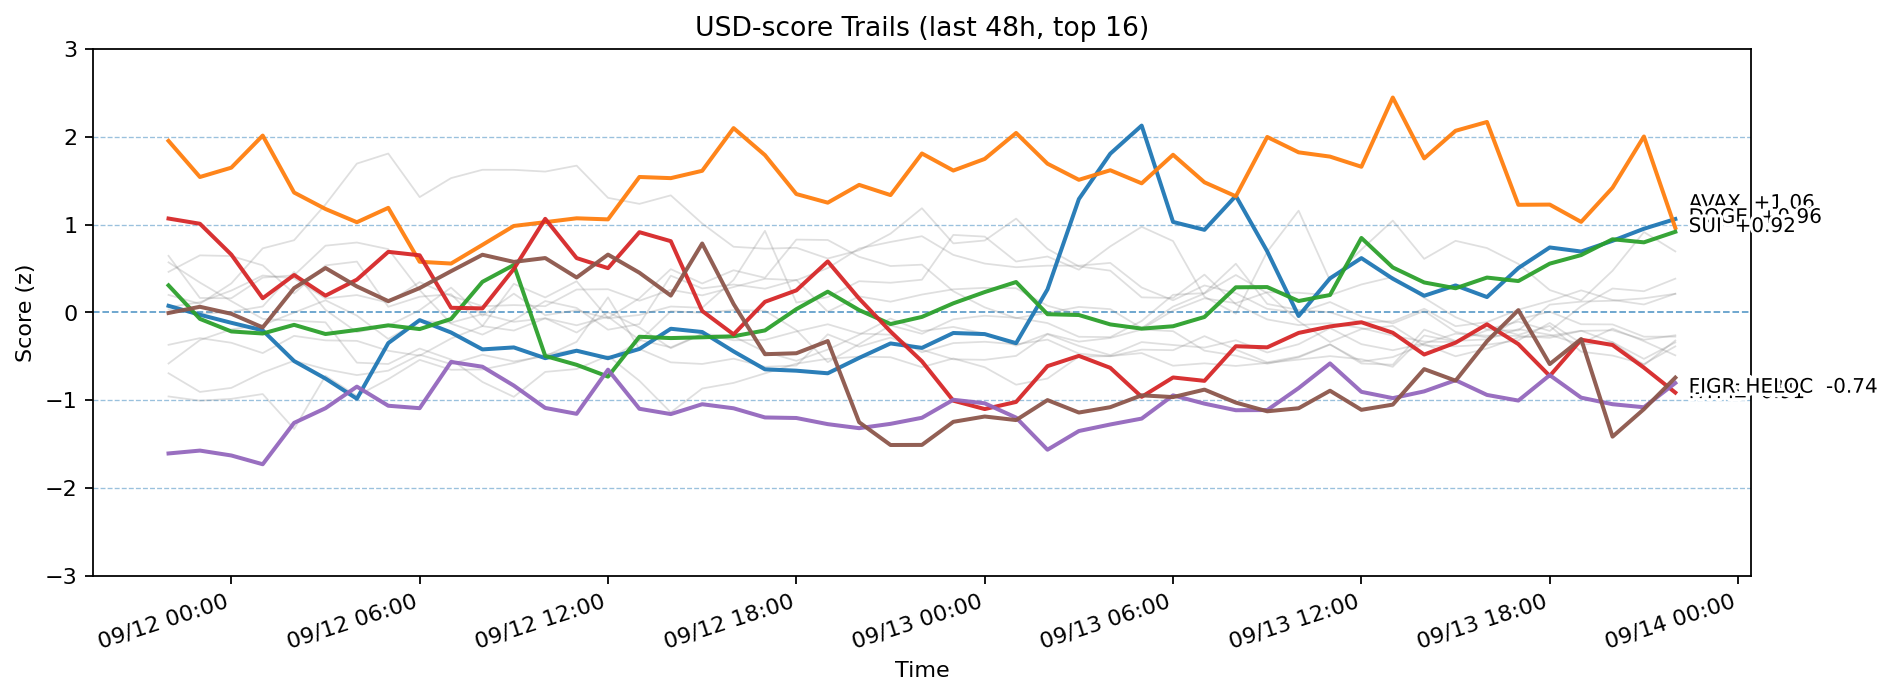 USD-score Trails (last 48h, top 16)
Score (z)
3
2
1
0
−1
−2
−3
AVAX +1.06
DOGE +0.96
SUI +0.92
FIGR_HELOC -0.74
09/12 00:00
09/12 06:00
09/12 12:00
09/12 18:00
09/13 00:00
09/13 06:00
09/13 12:00
09/13 18:00
09/14 00:00
Time